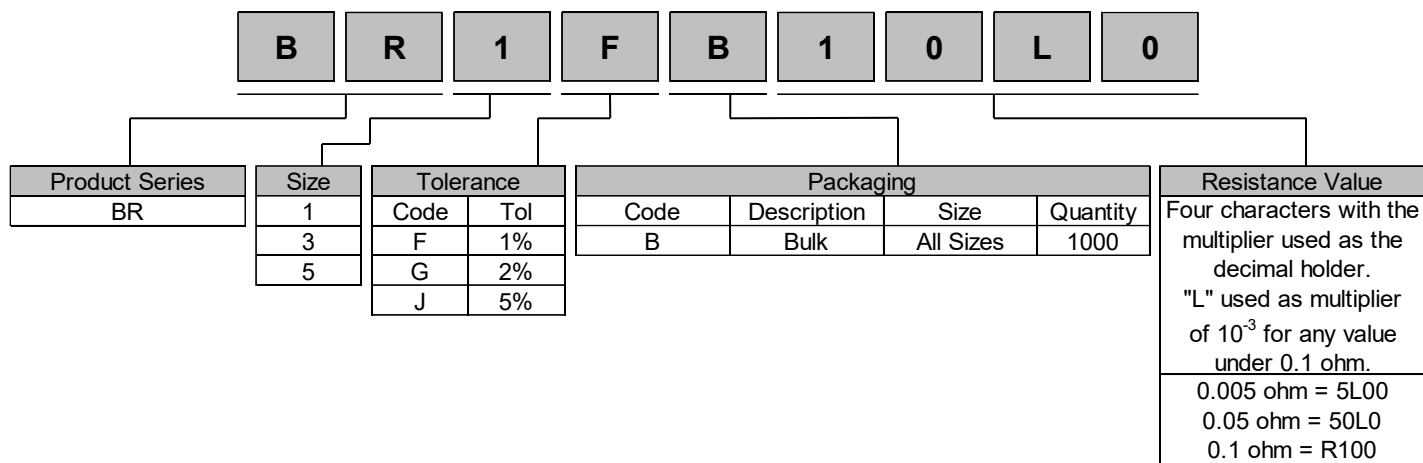 B R 1 F B 1 0 L 0
Product Series
BR
Size
1
3
5
Tolerance
Code Tol
F 1%
G 2%
J 5%
Packaging
Code Description Size Quantity
B Bulk All Sizes 1000
Resistance Value
Four characters with the
multiplier used as the
decimal holder.
"L" used as multiplier
of 10⁻³ for any value
under 0.1 ohm.
0.005 ohm = 5L00
0.05 ohm = 50L0
0.1 ohm = R100